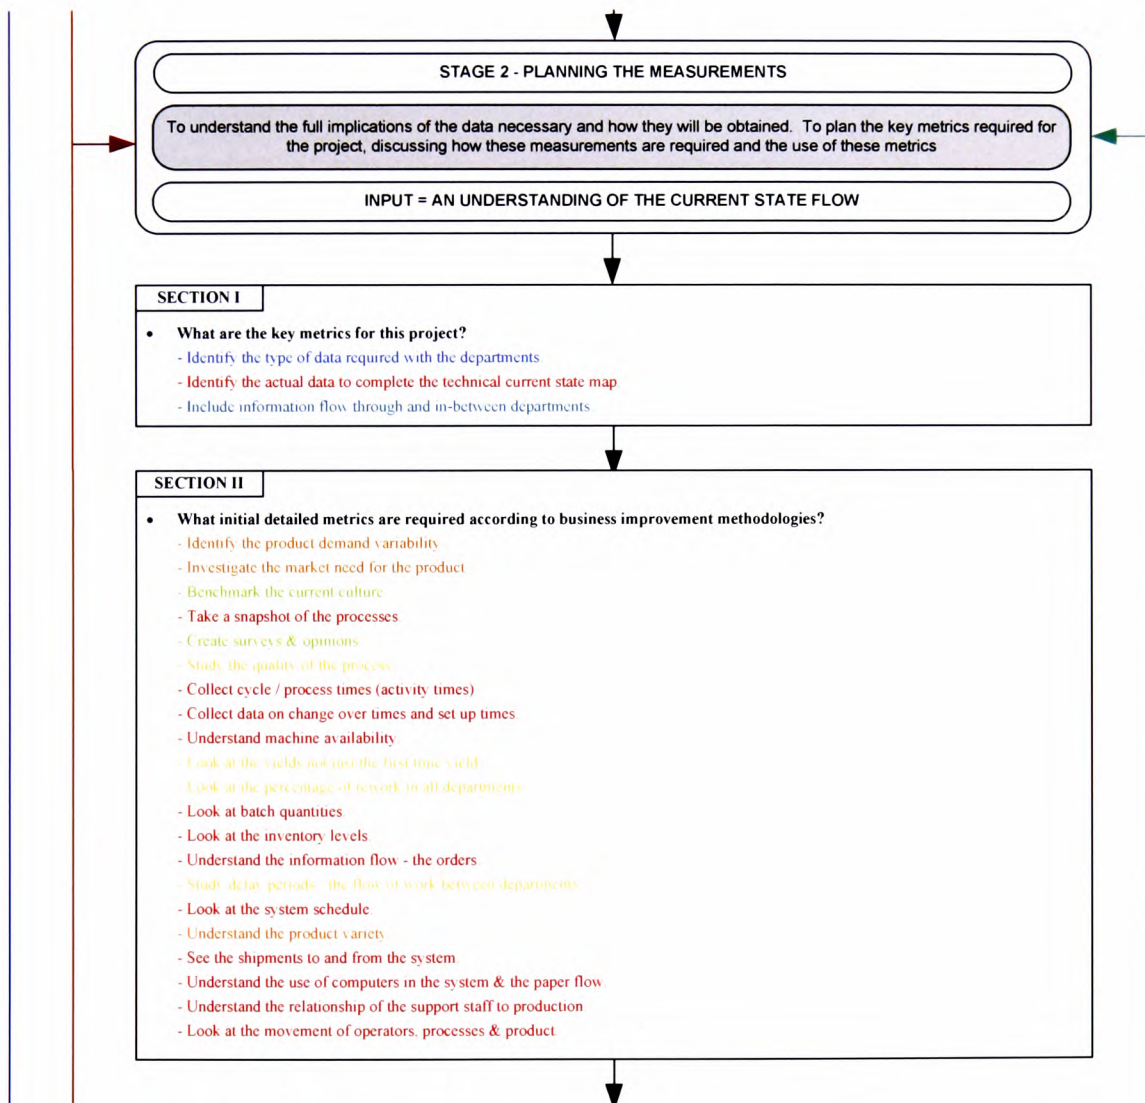 STAGE 2 - PLANNING THE MEASUREMENTS
To understand the full implications of the data necessary and how they will be obtained. To plan the key metrics required for
the project, discussing how these measurements are required and the use of these metrics
INPUT = AN UNDERSTANDING OF THE CURRENT STATE FLOW
SECTION I
• What are the key metrics for this project?
- Identify the type of data required with the departments
- Identify the actual data to complete the technical current state map
- Include information flow through and in-between departments
SECTION II
• What initial detailed metrics are required according to business improvement methodologies?
- Identify the product demand variability
- Investigate the market need for the product
- Benchmark the current culture
- Take a snapshot of the processes
- Create surveys & opinions
- Study the quality of the process
- Collect cycle / process times (activity times)
- Collect data on change over times and set up times
- Understand machine availability
- Look at the yields not just the first time yield
- Look at the percentage of rework in all departments
- Look at batch quantities
- Look at the inventory levels
- Understand the information flow - the orders
- Study delay periods - the flow of work between departments
- Look at the system schedule
- Understand the product variety
- See the shipments to and from the system
- Understand the use of computers in the system & the paper flow
- Understand the relationship of the support staff to production
- Look at the movement of operators, processes & product